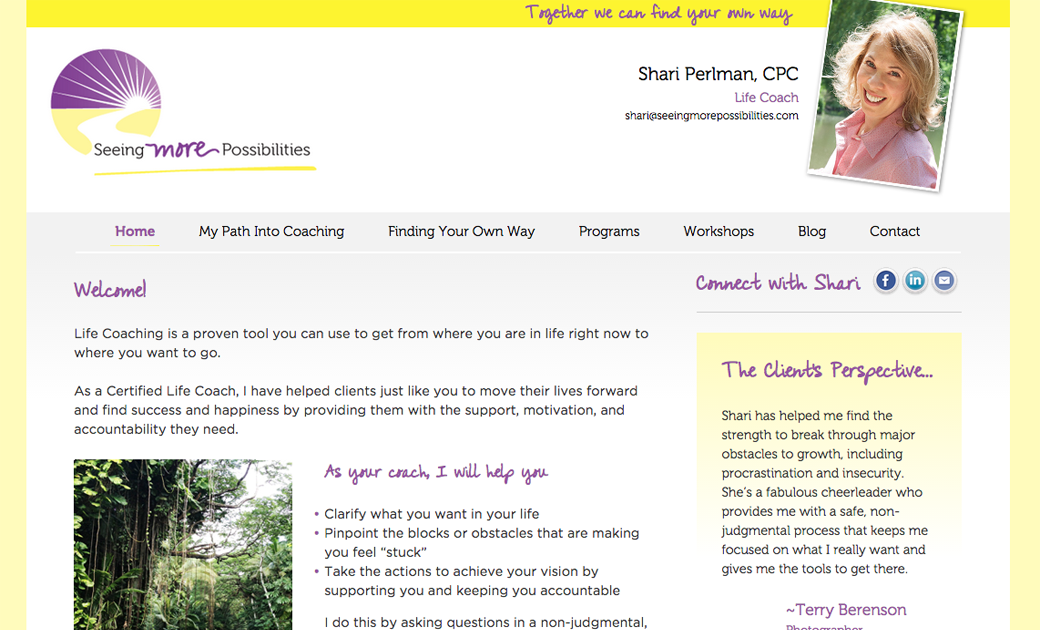 Together we can find your own way
Seeing more Possibilities
Shari Perlman, CPC
Life Coach
shari@seeingmorepossibilities.com
Home My Path Into Coaching Finding Your Own Way Programs Workshops Blog Contact
Welcome!
Life Coaching is a proven tool you can use to get from where you are in life right now to
where you want to go.
As a Certified Life Coach, I have helped clients just like you to move their lives forward
and find success and happiness by providing them with the support, motivation, and
accountability they need.
As your coach, I will help you
• Clarify what you want in your life
• Pinpoint the blocks or obstacles that are making
you feel “stuck”
• Take the actions to achieve your vision by
supporting you and keeping you accountable
I do this by asking questions in a non-judgmental,
Connect with Shari
f in
The Client's Perspective...
Shari has helped me find the
strength to break through major
obstacles to growth, including
procrastination and insecurity.
She’s a fabulous cheerleader who
provides me with a safe, non-
judgmental process that keeps me
focused on what I really want and
gives me the tools to get there.
~Terry Berenson
Photographer